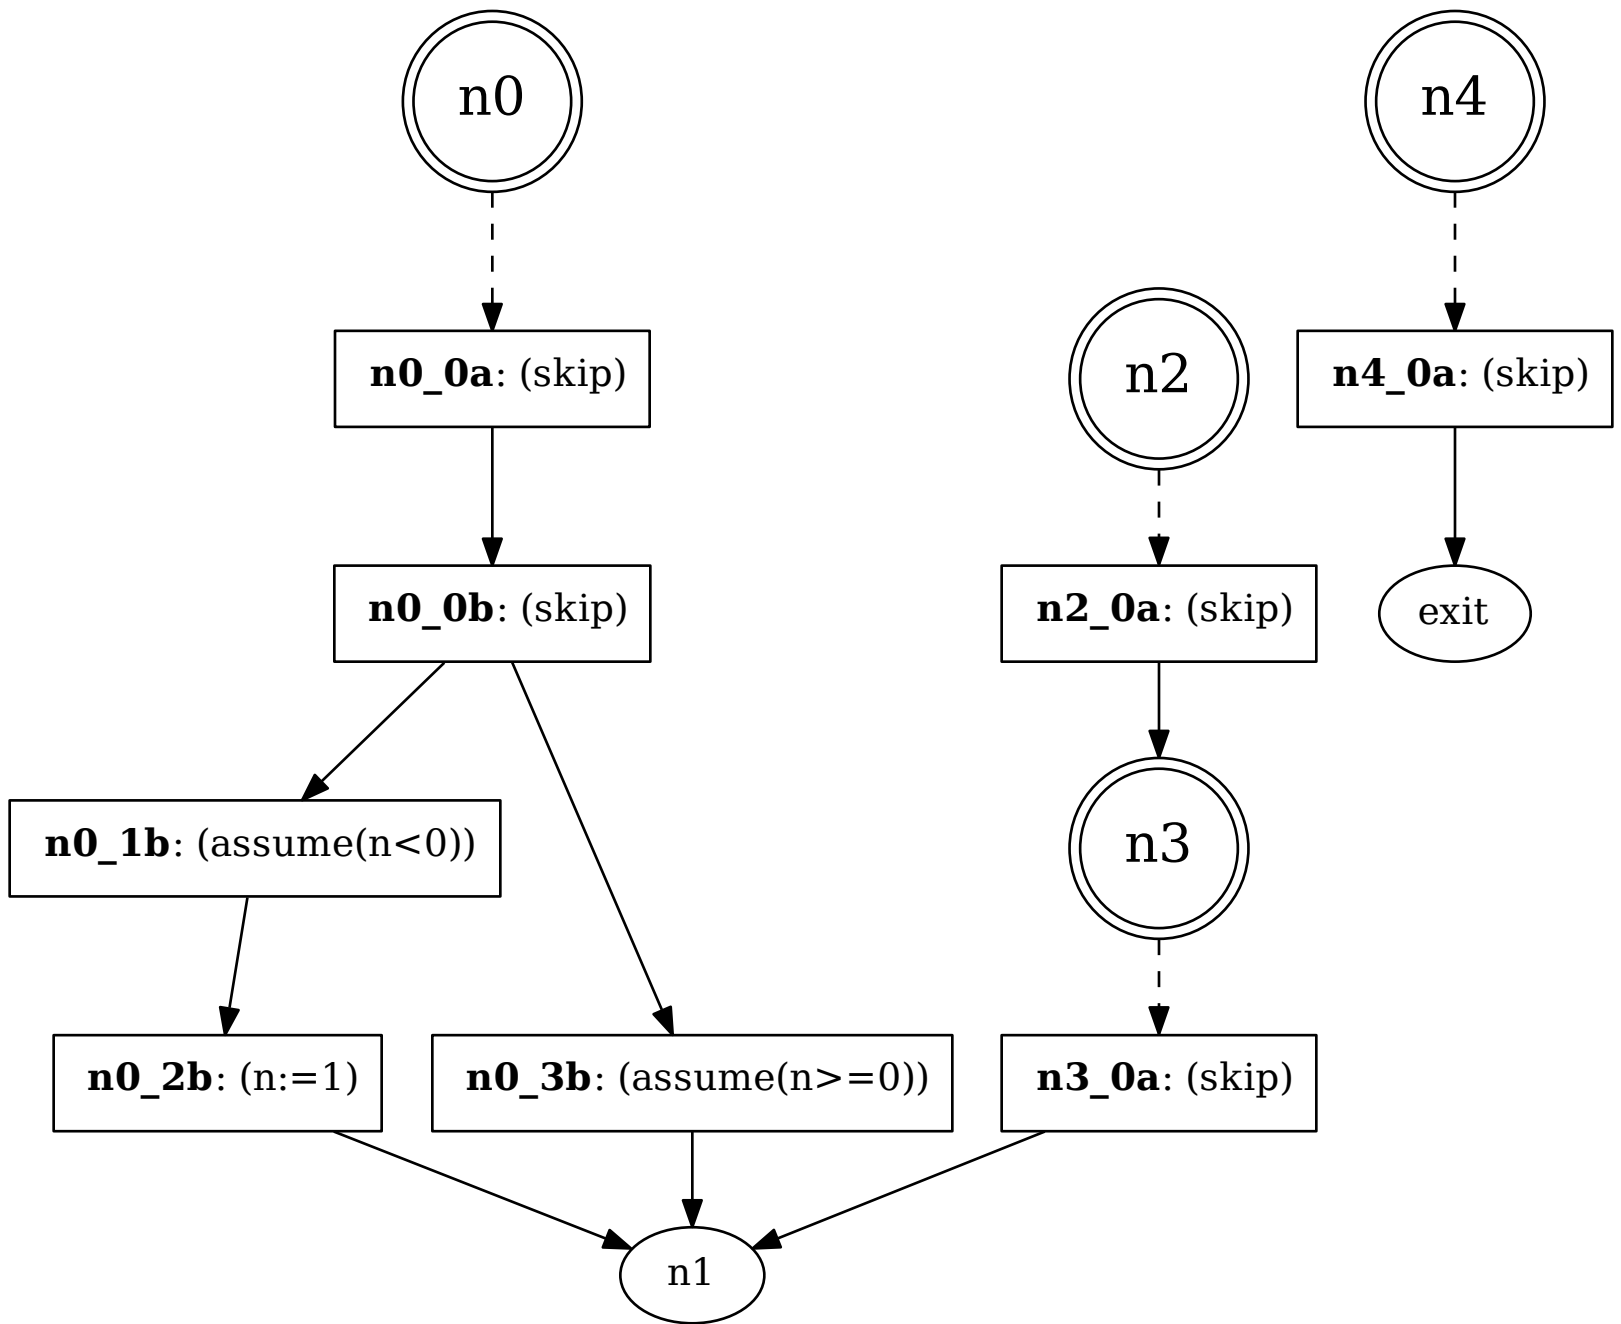 n0
n4
n0_0a: (skip)
n2
n4_0a: (skip)
n0_0b: (skip)
n2_0a: (skip)
exit
n0_1b: (assume(n<0))
n3
n0_2b: (n:=1)
n0_3b: (assume(n>=0))
n3_0a: (skip)
n1